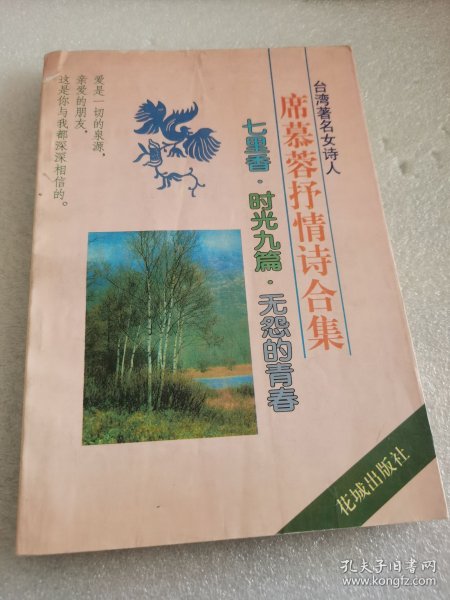 台湾著名女诗人
席慕蓉抒情诗合集
七里香·时光九篇·无怨的青春
爱是一切的泉源，
亲爱的朋友，
这是你与我都深深相信的。
花城出版社
孔夫子旧书网
www.kongfz.com